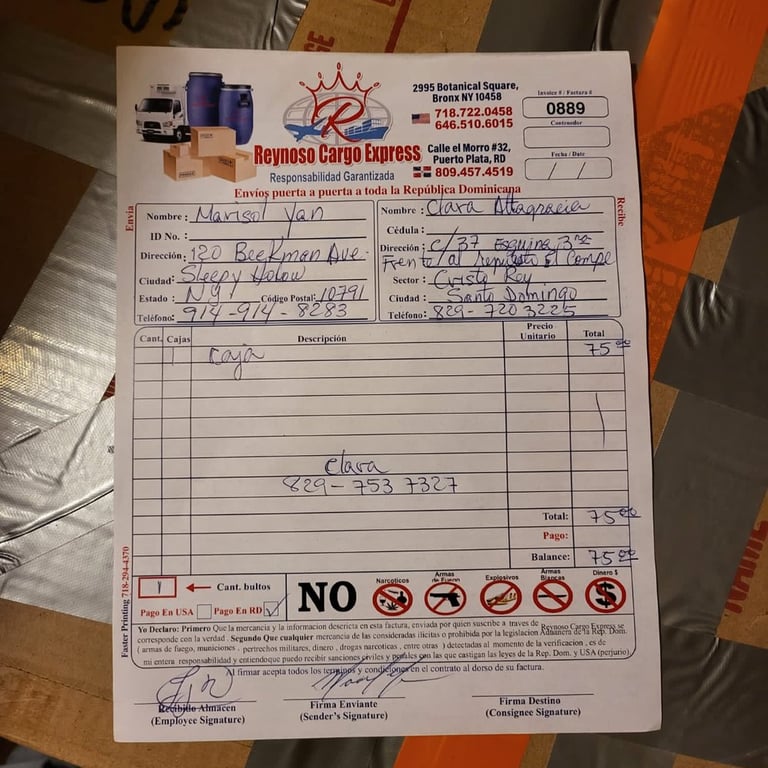 2995 Botanical Square,
Bronx NY 10458
718.722.0458
646.510.6015
Calle el Morro #32,
Puerto Plata, RD
809.457.4519
Invoice # / Factura #
0889
Contenedor
Fecha / Date
/ /
R
Reynoso Cargo Express
Responsabilidad Garantizada
Envíos puerta a puerta a toda la República Dominicana
Envia
Nombre: Marisol Yan
ID No. :
Dirección: 120 Beekman Ave.
Ciudad: Sleepy Holow
Estado : NY Código Postal: 10791
Teléfono: 914-914-8283
Recibe
Nombre : Clara Altagracia
Cédula :
Dirección : c/37 Esquina 3
Frente al repuesto El Compe
Sector : Cristo Rey
Ciudad : Santo Domingo
Teléfono: 829-720 3225
Cant. Cajas Descripción Precio Unitario Total
1 caja 75.00
Clara
829-753 7327
Total: 75.00
Pago:
Balance: 75.00
1 Cant. bultos
Pago En USA Pago En RD ✓
NO
Narcoticos Armas de Fuego Explosivos Armas Blancas Dinero $
Faster Printing 718-294-4370
Yo Declaro: Primero Que la mercancia y la informacion descrita en esta factura, enviada por quien suscribe a traves de Reynoso Cargo Express se
corresponde con la verdad . Segundo Que cualquier mercancia de las consideradas ilicitas o prohibida por la legislacion Aduanera de la Rep. Dom.
( armas de fuego, municiones , pertrechos militares, dinero , drogas narcoticas , entre otras ) detectadas al momento de la verificacion , es de
mi entera responsabilidad y entiendo que puedo recibir sanciones civiles y penales con las que castigan las leyes de la Rep. Dom. y USA (perjurio)
Al firmar acepta todos los terminos y condiciones en el contrato al dorso de su factura.
Recibido Almacen
(Employee Signature)
Firma Enviante
(Sender's Signature)
Firma Destino
(Consignee Signature)